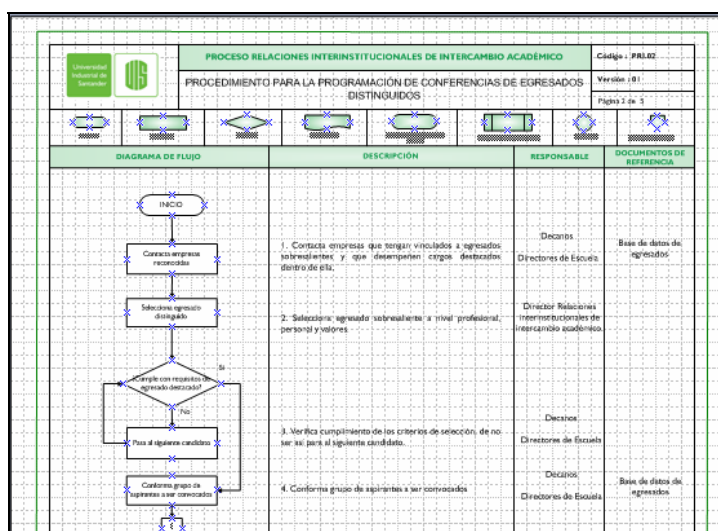 Universidad
Industrial de
Santander
UIS
PROCESO RELACIONES INTERINSTITUCIONALES DE INTERCAMBIO ACADÉMICO
Código : PRI.02
PROCEDIMIENTO PARA LA PROGRAMACIÓN DE CONFERENCIAS DE EGRESADOS
DISTINGUIDOS
Versión : 01
Página 2 de 5
DIAGRAMA DE FLUJO
DESCRIPCIÓN
RESPONSABLE
DOCUMENTOS DE
REFERENCIA
INICIO
Contacta empresas
reconocidas
1. Contacta empresas que tengan vinculados a egresados
sobresalientes y que desempeñen cargos destacados
dentro de ella.
Decanos
Directores de Escuela
Base de datos de
egresados
Selecciona egresado
distinguido
2. Selecciona egresado sobresaliente a nivel profesional,
personal y valores.
Director Relaciones
Interinstitucionales de
intercambio académico.
¿Cumple con requisitos de
egresado destacado?
Si
No
Pasa al siguiente candidato
3. Verifica cumplimiento de los criterios de selección, de no
ser así para al siguiente candidato.
Decanos
Directores de Escuela
Conforma grupo de
aspirantes a ser convocados
4. Conforma grupo de aspirantes a ser convocados
Decanos
Directores de Escuela
Base de datos de
egresados